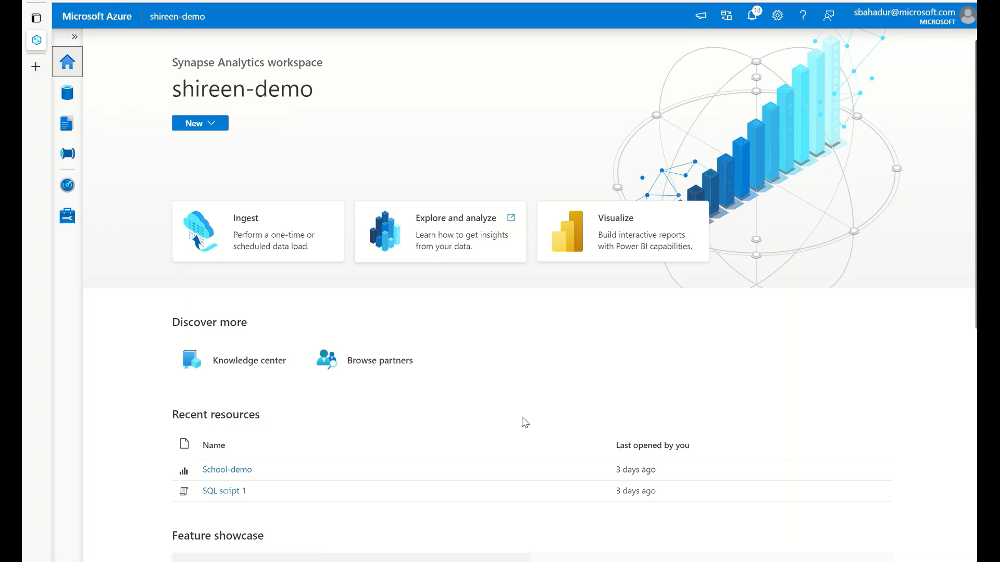 Microsoft Azure
shireen-demo
18
sbahadur@microsoft.com
MICROSOFT
Synapse Analytics workspace
shireen-demo
New
Ingest
Perform a one-time or
scheduled data load.
Explore and analyze
Learn how to get insights
from your data.
Visualize
Build interactive reports
with Power BI capabilities.
Discover more
Knowledge center
Browse partners
Recent resources
Name
Last opened by you
School-demo
3 days ago
SQL script 1
3 days ago
Feature showcase